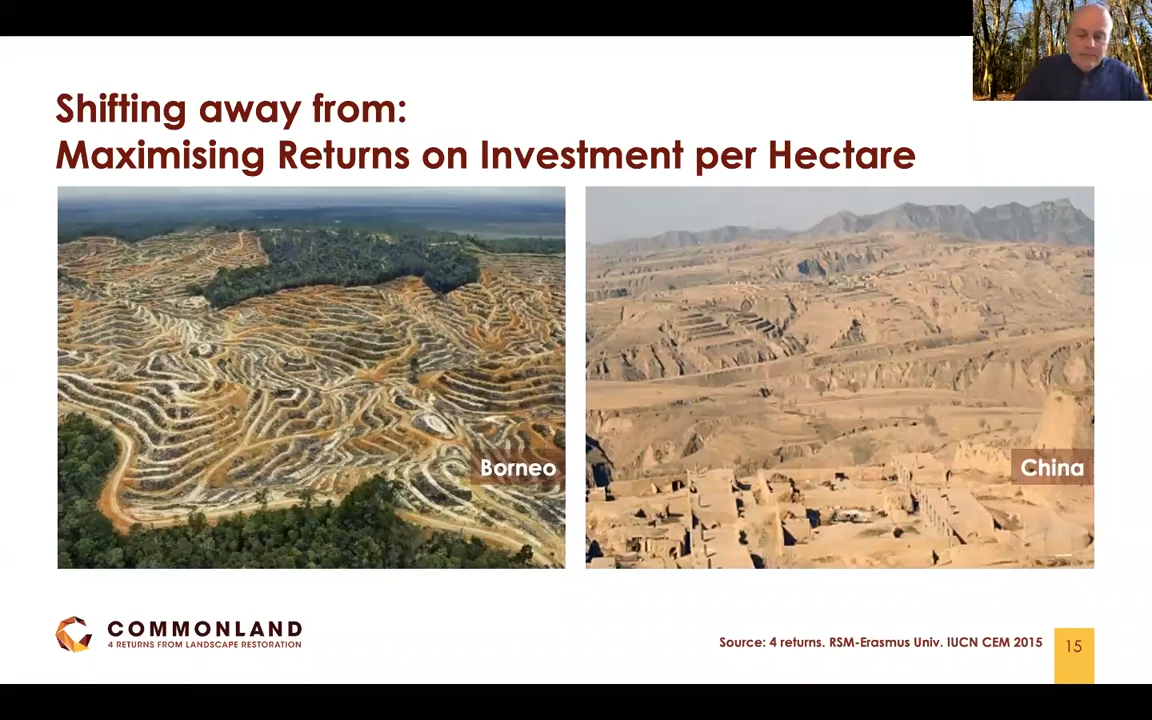 Shifting away from:
Maximising Returns on Investment per Hectare
Borneo
China
COMMONLAND
4 RETURNS FROM LANDSCAPE RESTORATION
Source: 4 returns. RSM-Erasmus Univ. IUCN CEM 2015
15